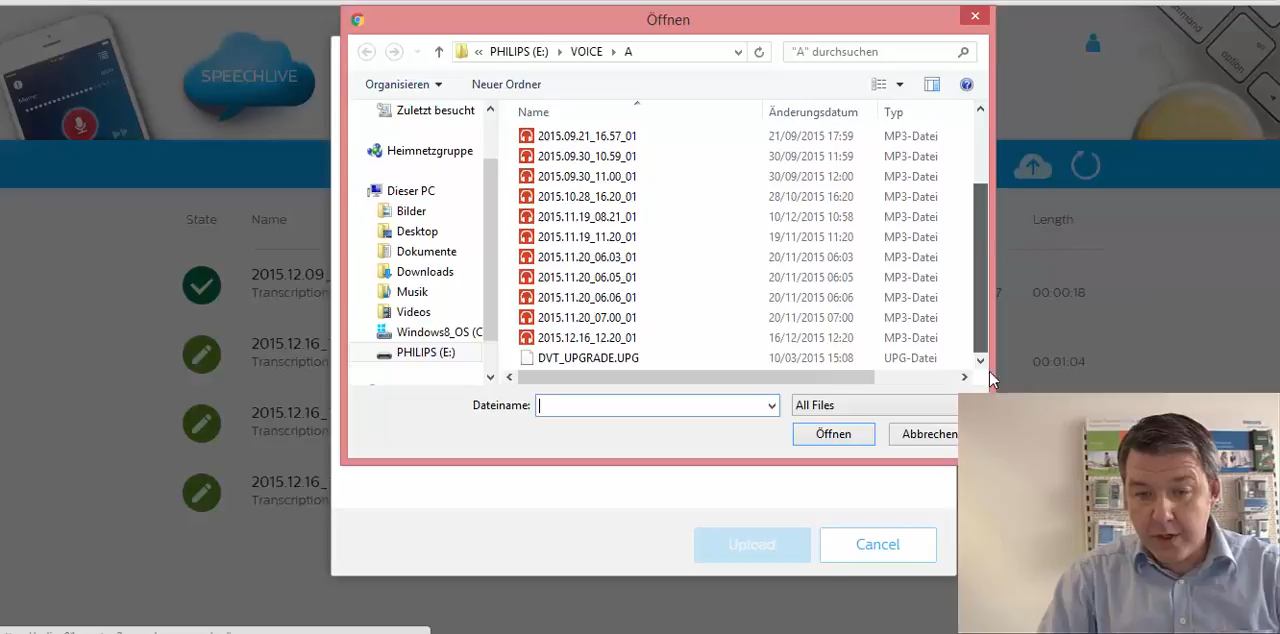 Öffnen
« PHILIPS (E:) › VOICE › A
"A" durchsuchen
Organisieren
Neuer Ordner
SPEECHLIVE
command
option
Memo
Zuletzt besucht
Heimnetzgruppe
Dieser PC
Bilder
Desktop
Dokumente
Downloads
Musik
Videos
Windows8_OS (C
PHILIPS (E:)
Name Änderungsdatum Typ
2015.09.21_16.57_01 21/09/2015 17:59 MP3-Datei
2015.09.30_10.59_01 30/09/2015 11:59 MP3-Datei
2015.09.30_11.00_01 30/09/2015 12:00 MP3-Datei
2015.10.28_16.20_01 28/10/2015 16:20 MP3-Datei
2015.11.19_08.21_01 10/12/2015 10:58 MP3-Datei
2015.11.19_11.20_01 19/11/2015 11:20 MP3-Datei
2015.11.20_06.03_01 20/11/2015 06:03 MP3-Datei
2015.11.20_06.05_01 20/11/2015 06:05 MP3-Datei
2015.11.20_06.06_01 20/11/2015 06:06 MP3-Datei
2015.11.20_07.00_01 20/11/2015 07:00 MP3-Datei
2015.12.16_12.20_01 16/12/2015 12:20 MP3-Datei
DVT_UPGRADE.UPG 10/03/2015 15:08 UPG-Datei
Dateiname:
All Files
Öffnen
Abbrechen
State Name Length
2015.12.09_
Transcription 7 00:00:18
2015.12.16_
Transcription 00:01:04
2015.12.16_
Transcription
2015.12.16_
Transcription
Upload
Cancel